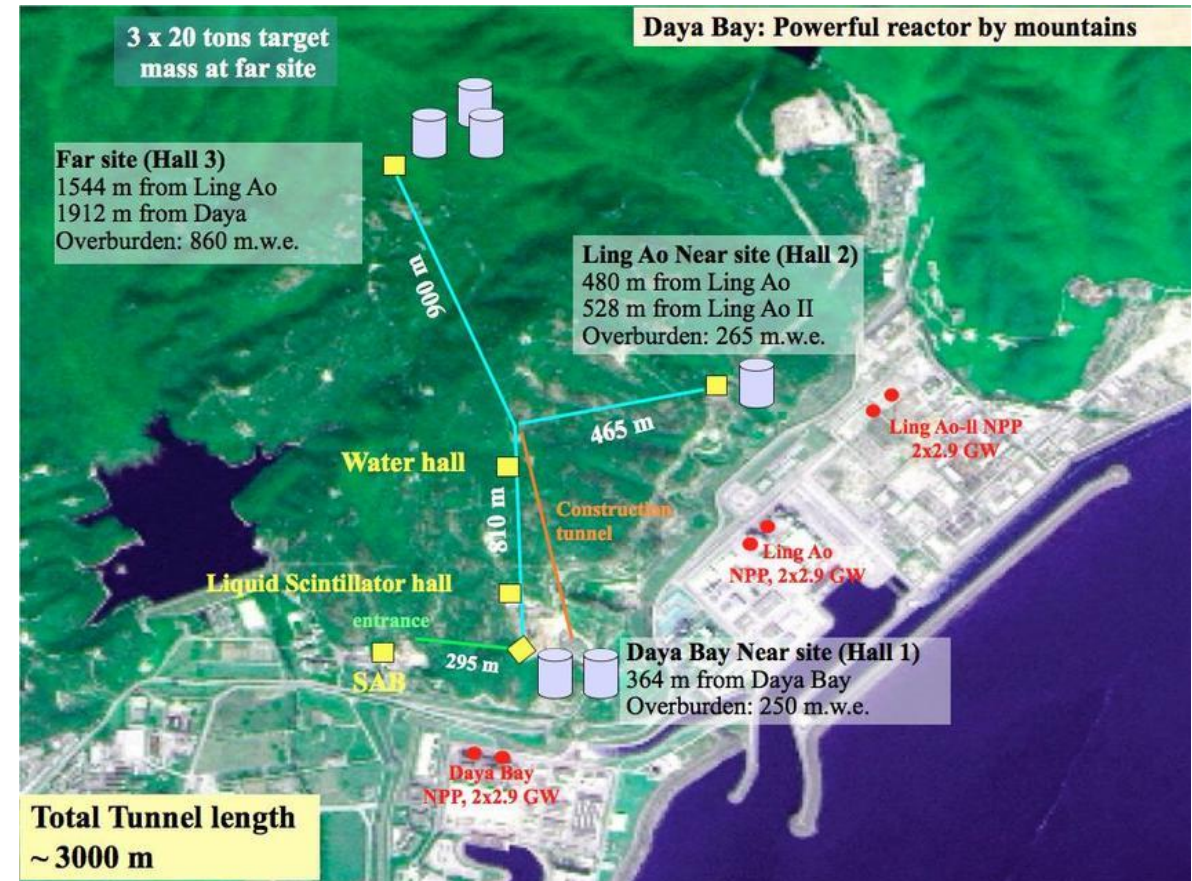 3 x 20 tons target
mass at far site
Daya Bay: Powerful reactor by mountains
Far site (Hall 3)
1544 m from Ling Ao
1912 m from Daya
Overburden: 860 m.w.e.
900 m
Ling Ao Near site (Hall 2)
480 m from Ling Ao
528 m from Ling Ao II
Overburden: 265 m.w.e.
465 m
Ling Ao-ll NPP
2x2.9 GW
Water hall
810 m
Construction
tunnel
Ling Ao
NPP, 2x2.9 GW
Liquid Scintillator hall
entrance
295 m
SAB
Daya Bay Near site (Hall 1)
364 m from Daya Bay
Overburden: 250 m.w.e.
Daya Bay
NPP, 2x2.9 GW
Total Tunnel length
~ 3000 m